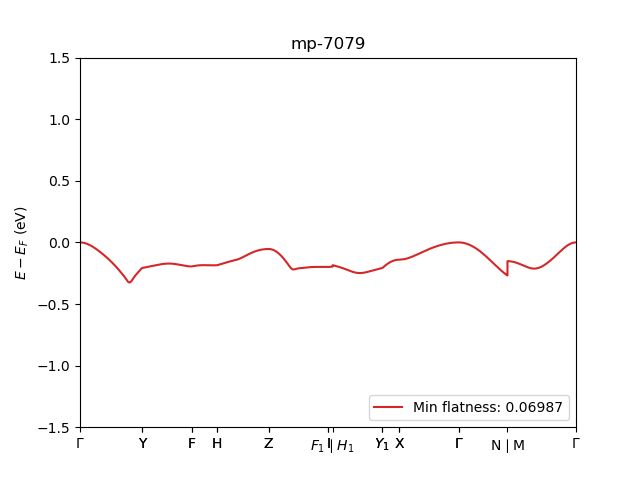 mp-7079
E − E_F (eV)
1.5
1.0
0.5
0.0
−0.5
−1.0
−1.5
Min flatness: 0.06987
Γ Y F H Z F₁ | H₁ I Y₁ X Γ N | M Γ